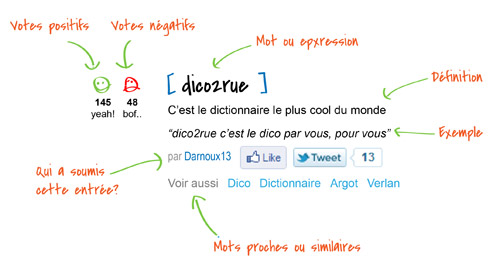 Votes positifs
Votes négatifs
Mot ou epxression
[ dico2rue ]
Définition
145
48
yeah!
bof..
C'est le dictionnaire le plus cool du monde
"dico2rue c'est le dico par vous, pour vous"
Exemple
par Darnoux13
Like
Tweet
13
Qui a soumis
cette entrée?
Voir aussi Dico Dictionnaire Argot Verlan
Mots proches ou similaires